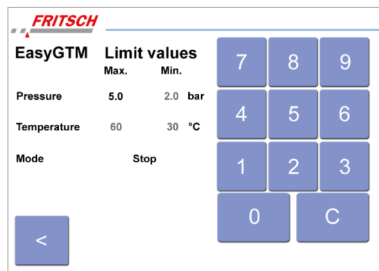 FRITSCH
EasyGTM Limit values
Max. Min.
7 8 9
Pressure 5.0 2.0 bar
4 5 6
Temperature 60 30 °C
Mode Stop
1 2 3
0 C
<